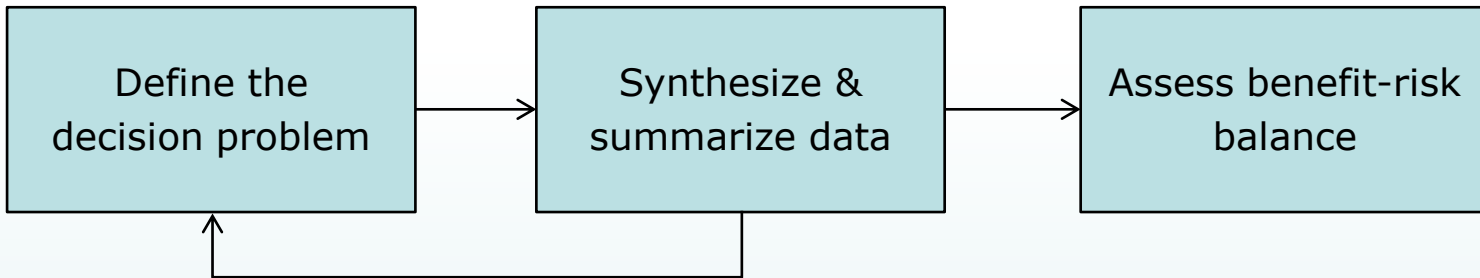 Define the
decision problem
Synthesize &
summarize data
Assess benefit-risk
balance